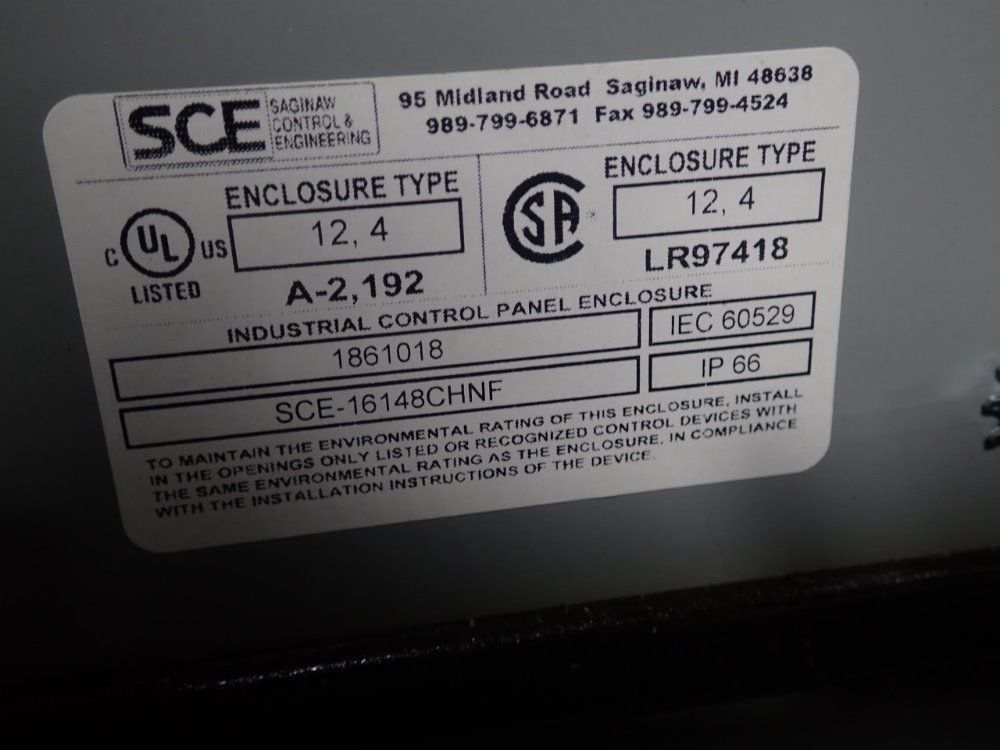 SCE
SAGINAW
CONTROL &
ENGINEERING
95 Midland Road Saginaw, MI 48638
989-799-6871 Fax 989-799-4524
ENCLOSURE TYPE
12, 4
C UL US
LISTED
A-2,192
ENCLOSURE TYPE
SA
12, 4
LR97418
INDUSTRIAL CONTROL PANEL ENCLOSURE
1861018
IEC 60529
SCE-16148CHNF
IP 66
TO MAINTAIN THE ENVIRONMENTAL RATING OF THIS ENCLOSURE, INSTALL
IN THE OPENINGS ONLY LISTED OR RECOGNIZED CONTROL DEVICES WITH
THE SAME ENVIRONMENTAL RATING AS THE ENCLOSURE, IN COMPLIANCE
WITH THE INSTALLATION INSTRUCTIONS OF THE DEVICE.